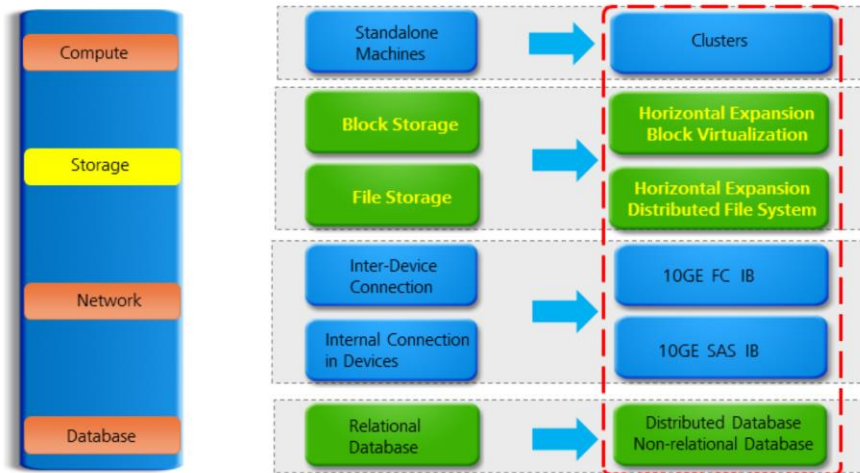 Compute
Standalone
Machines
Clusters
Storage
Block Storage
Horizontal Expansion
Block Virtualization
File Storage
Horizontal Expansion
Distributed File System
Network
Inter-Device
Connection
10GE FC IB
Internal Connection
in Devices
10GE SAS IB
Database
Relational
Database
Distributed Database
Non-relational Database